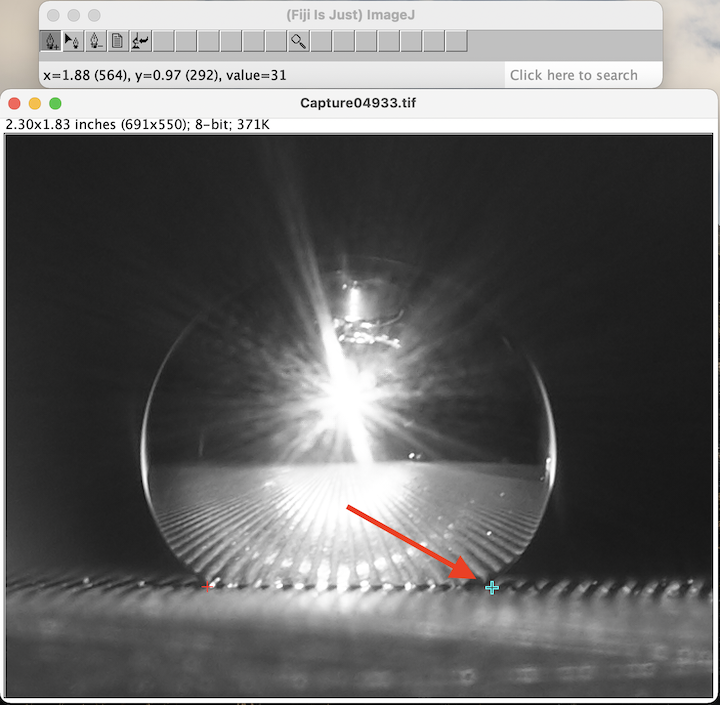 (Fiji Is Just) ImageJ
x=1.88 (564), y=0.97 (292), value=31
Click here to search
Capture04933.tif
2.30x1.83 inches (691x550); 8-bit; 371K